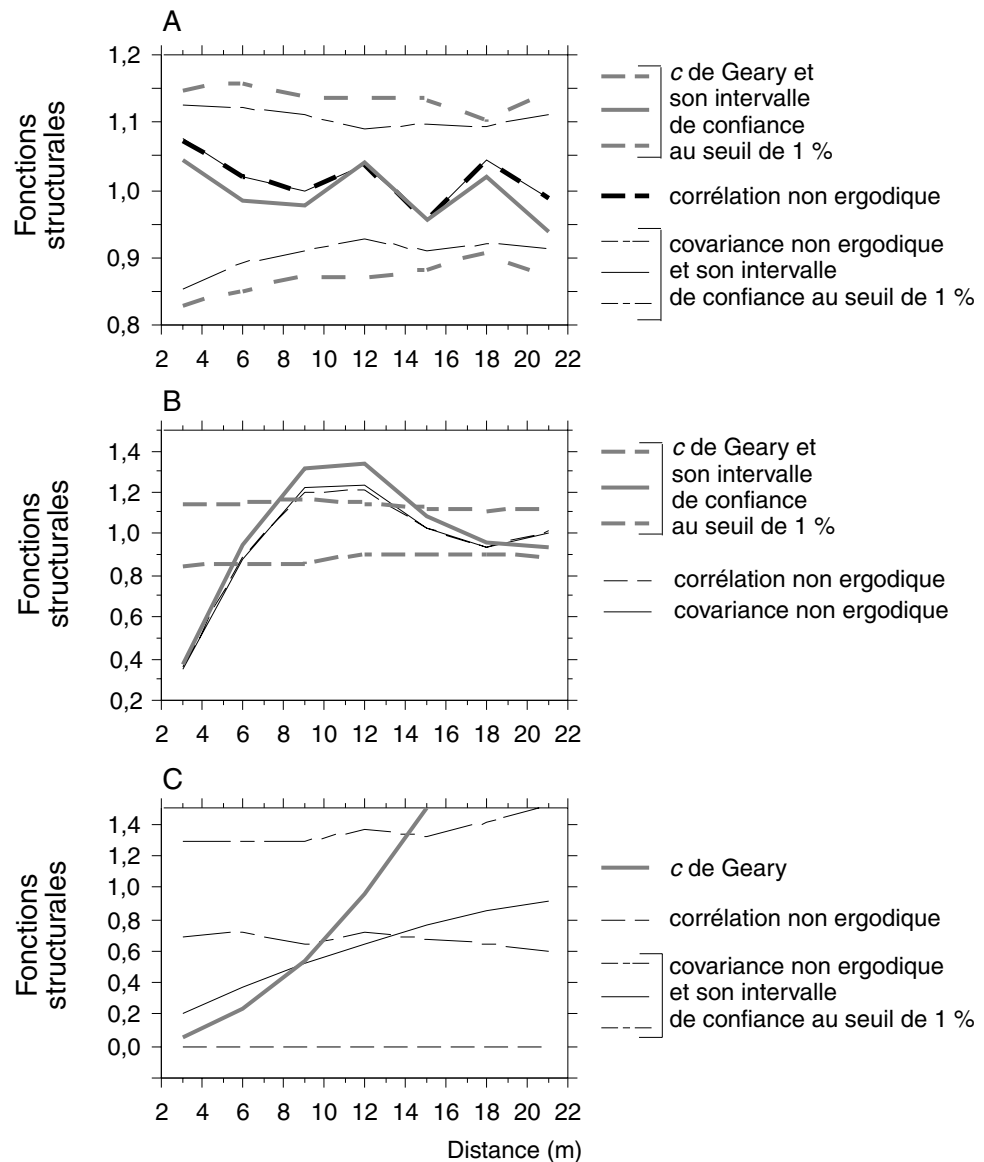 A
Fonctions
structurales
1,2
1,1
1,0
0,9
0,8
2 4 6 8 10 12 14 16 18 20 22
c de Geary et
son intervalle
de confiance
au seuil de 1 %
corrélation non ergodique
covariance non ergodique
et son intervalle
de confiance au seuil de 1 %
B
Fonctions
structurales
1,4
1,2
1,0
0,8
0,6
0,4
0,2
2 4 6 8 10 12 14 16 18 20 22
c de Geary et
son intervalle
de confiance
au seuil de 1 %
corrélation non ergodique
covariance non ergodique
C
Fonctions
structurales
1,4
1,2
1,0
0,8
0,6
0,4
0,2
0,0
2 4 6 8 10 12 14 16 18 20 22
Distance (m)
c de Geary
corrélation non ergodique
covariance non ergodique
et son intervalle
de confiance au seuil de 1 %